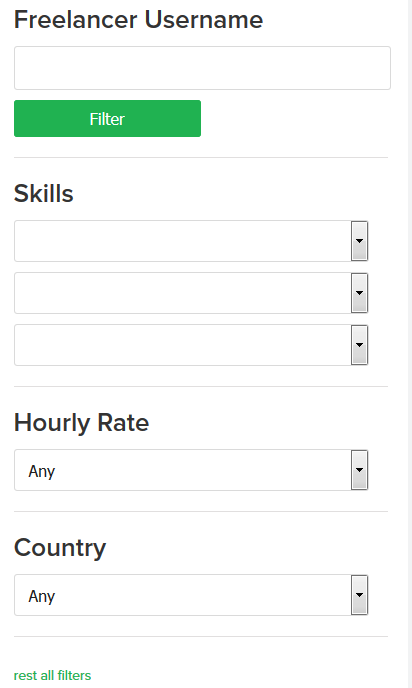 Freelancer Username
Filter
Skills
Hourly Rate
Any
Country
Any
rest all filters